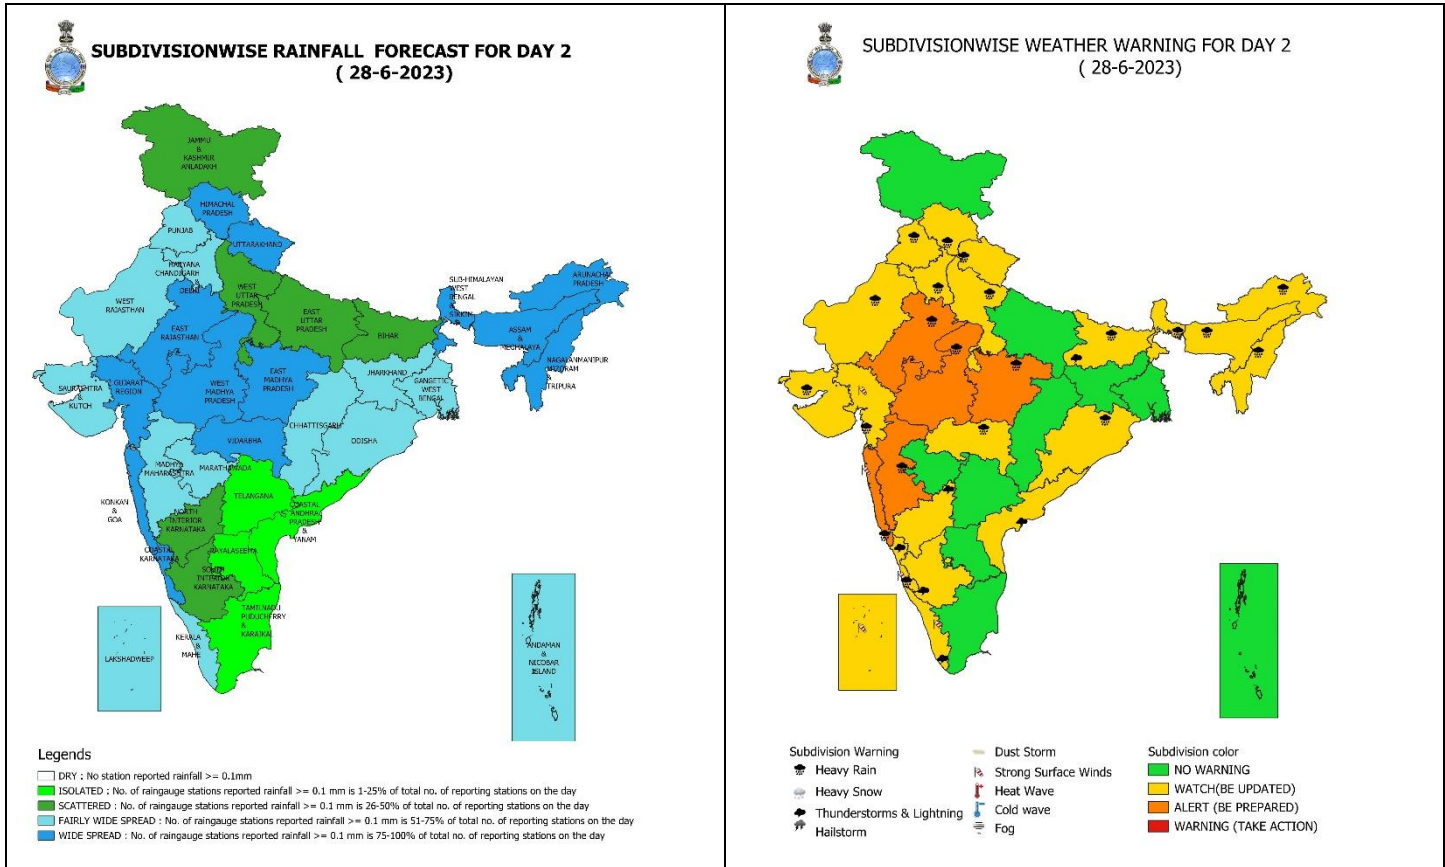 SUBDIVISIONWISE RAINFALL FORECAST FOR DAY 2
( 28-6-2023)
JAMMU
&
KASHMIR
ANLADAKH
HIMACHAL
PRADESH
PUNJAB
UTTARAKHAND
HARYANA
CHANDIGARH &
DELHI
WEST
RAJASTHAN
WEST
UTTAR
PRADESH
EAST
UTTAR
PRADESH
SUB-HIMALAYAN
WEST
BENGAL
&
SIKKIM
ARUNACHAL
PRADESH
EAST
RAJASTHAN
BIHAR
ASSAM
&
MEGHALAYA
NAGALANMANIPUR
MIZORAM
&
TRIPURA
SAURASHTRA
&
KUTCH
GUJARAT
REGION
WEST
MADHYA
PRADESH
EAST
MADHYA
PRADESH
JHARKHAND
GANGETIC
WEST
BENGAL
CHHATTISGARH
ODISHA
VIDARBHA
MADHYA
MAHARASHTRA
MARATHAWADA
TELANGANA
KONKAN
&
GOA
NORTH
INTERIOR
KARNATAKA
COASTAL
ANDHRA
PRADESH
&
YANAM
COASTAL
KARNATAKA
RAYALASEEMA
SOUTH
INTERIOR
KARNATAKA
TAMILNADU
PUDUCHERRY
&
KARAIKAL
KERALA
&
MAHE
LAKSHADWEEP
ANDAMAN
&
NICOBAR
ISLAND
Legends
DRY : No station reported rainfall >= 0.1mm
ISOLATED : No. of raingauge stations reported rainfall >= 0.1 mm is 1-25% of total no. of reporting stations on the day
SCATTERED : No. of raingauge stations reported rainfall >= 0.1 mm is 26-50% of total no. of reporting stations on the day
FAIRLY WIDE SPREAD : No. of raingauge stations reported rainfall >= 0.1 mm is 51-75% of total no. of reporting stations on the day
WIDE SPREAD : No. of raingauge stations reported rainfall >= 0.1 mm is 75-100% of total no. of reporting stations on the day
SUBDIVISIONWISE WEATHER WARNING FOR DAY 2
( 28-6-2023)
Subdivision Warning
Heavy Rain
Heavy Snow
Thunderstorms & Lightning
Hailstorm
Dust Storm
Strong Surface Winds
Heat Wave
Cold wave
Fog
Subdivision color
NO WARNING
WATCH(BE UPDATED)
ALERT (BE PREPARED)
WARNING (TAKE ACTION)